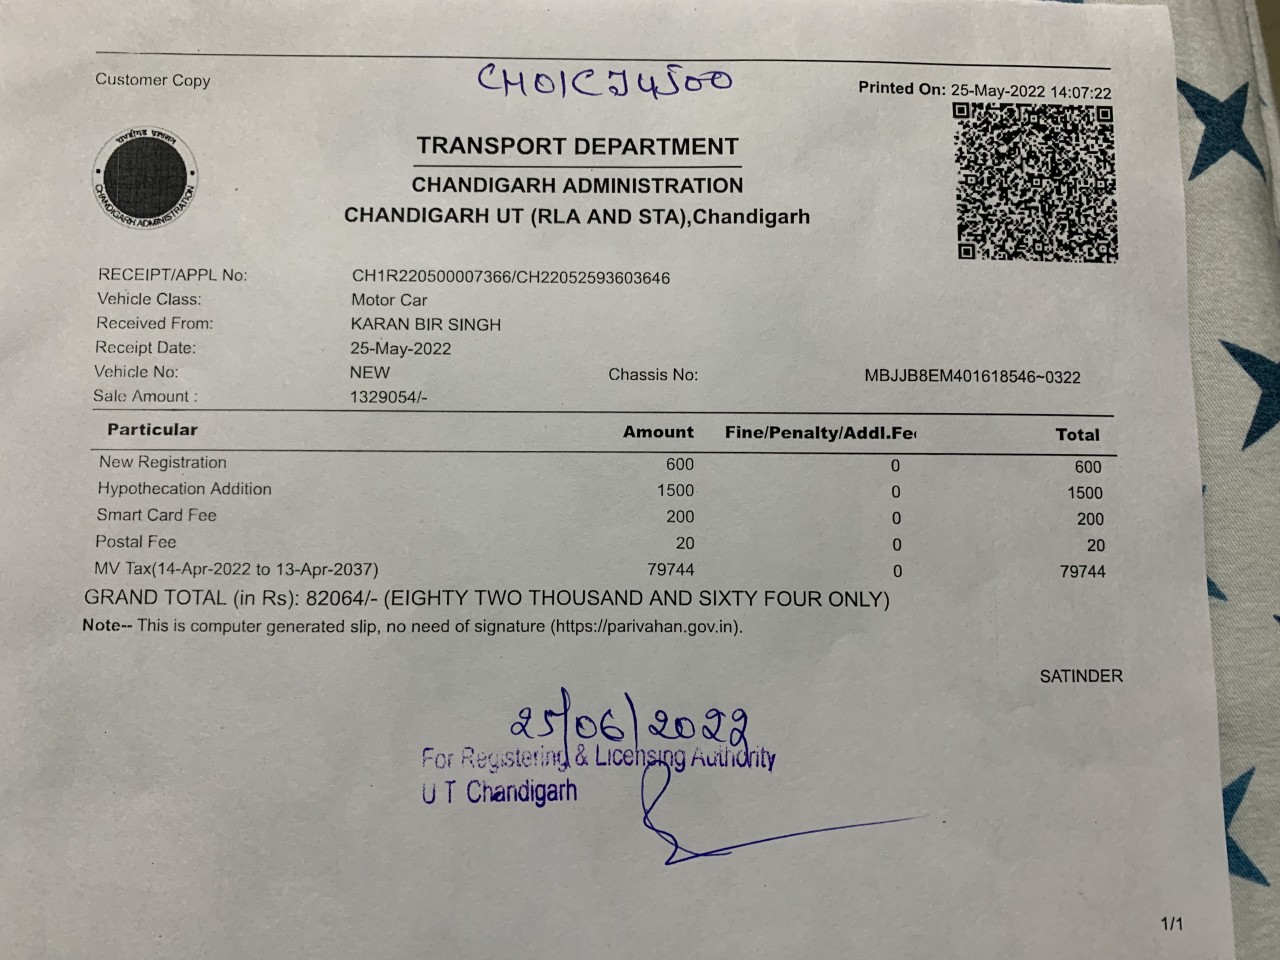 CH01CJ4500
Customer Copy
Printed On: 25-May-2022 14:07:22
CHANDIGARH ADMINISTRATION
TRANSPORT DEPARTMENT
CHANDIGARH ADMINISTRATION
CHANDIGARH UT (RLA AND STA),Chandigarh
RECEIPT/APPL No: CH1R220500007366/CH22052593603646
Vehicle Class: Motor Car
Received From: KARAN BIR SINGH
Receipt Date: 25-May-2022
Vehicle No: NEW Chassis No: MBJJB8EM401618546~0322
Sale Amount : 1329054/-
Particular Amount Fine/Penalty/Addl.Fe Total
New Registration 600 0 600
Hypothecation Addition 1500 0 1500
Smart Card Fee 200 0 200
Postal Fee 20 0 20
MV Tax(14-Apr-2022 to 13-Apr-2037) 79744 0 79744
GRAND TOTAL (in Rs): 82064/- (EIGHTY TWO THOUSAND AND SIXTY FOUR ONLY)
Note-- This is computer generated slip, no need of signature (https://parivahan.gov.in).
SATINDER
25/06/2022
For Registering & Licensing Authority
U T Chandigarh
1/1